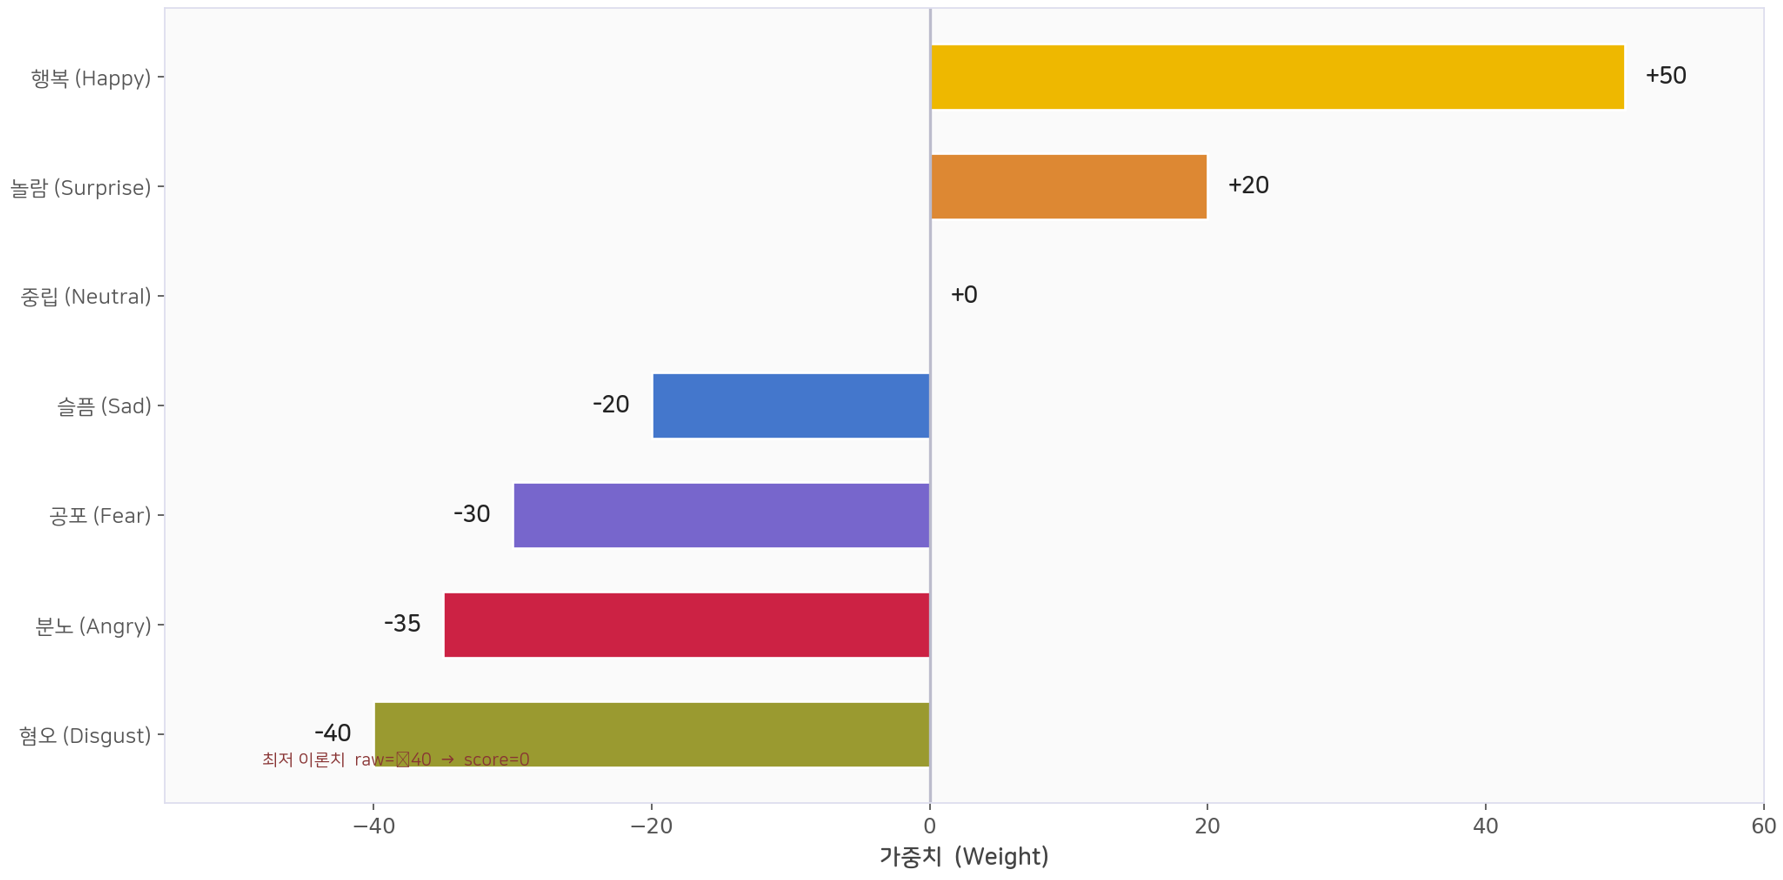 행복 (Happy)
+50
놀람 (Surprise)
+20
중립 (Neutral)
+0
슬픔 (Sad)
-20
공포 (Fear)
-30
분노 (Angry)
-35
혐오 (Disgust)
-40
최저 이론치 raw=☒40 → score=0
−40
−20
0
20
40
60
가중치 (Weight)